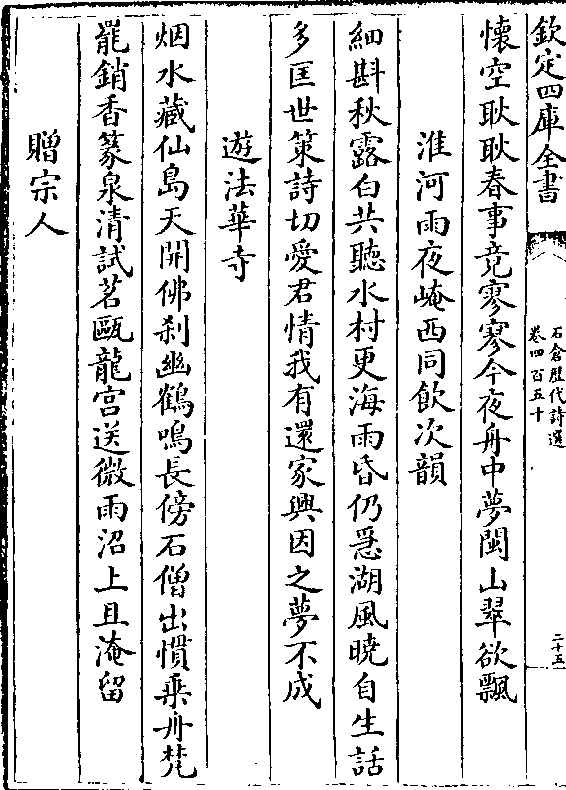 欽定四庫全書
石倉歷代詩選
卷四百五十
二十五
懷空耿耿春事竟寥寥今夜舟中夢閩山翠欲飄
淮河雨夜崦西同飲次韻
細斟秋露白共聽水村更海雨昏仍惡湖風曉自生話
多匡世策詩切愛君情我有還家興因之夢不成
遊法華寺
烟水藏仙島天開佛刹幽鶴鳴長傍石僧出慣乗舟梵
罷銷香篆泉清試茗甌龍宫送微雨沼上且淹留
贈宗人